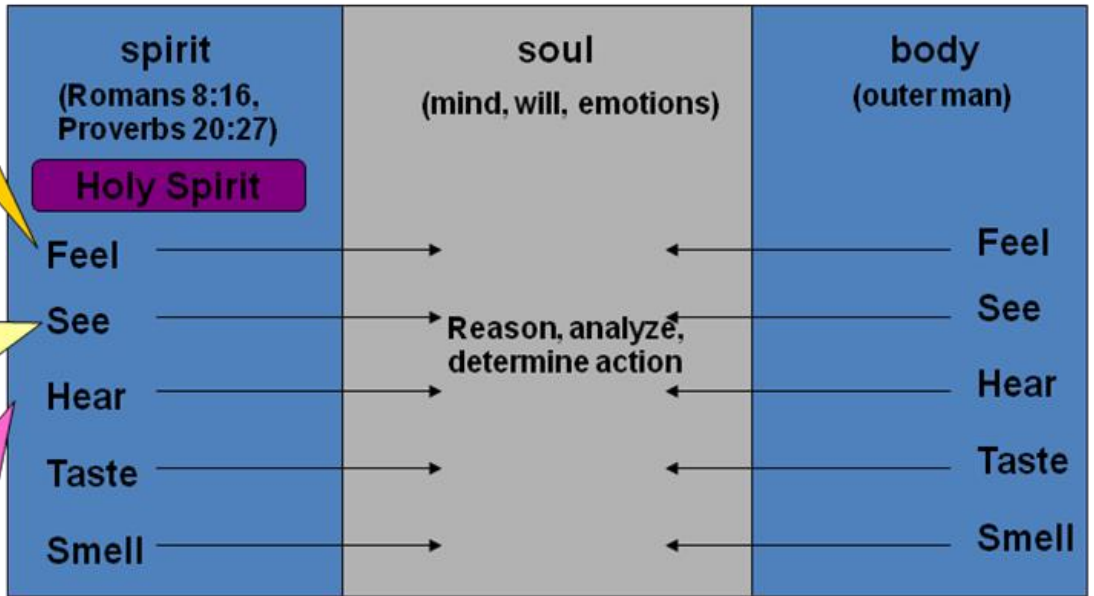 spirit
(Romans 8:16,
Proverbs 20:27)
Holy Spirit
Feel
See
Hear
Taste
Smell
soul
(mind, will, emotions)
Reason, analyze,
determine action
body
(outer man)
Feel
See
Hear
Taste
Smell